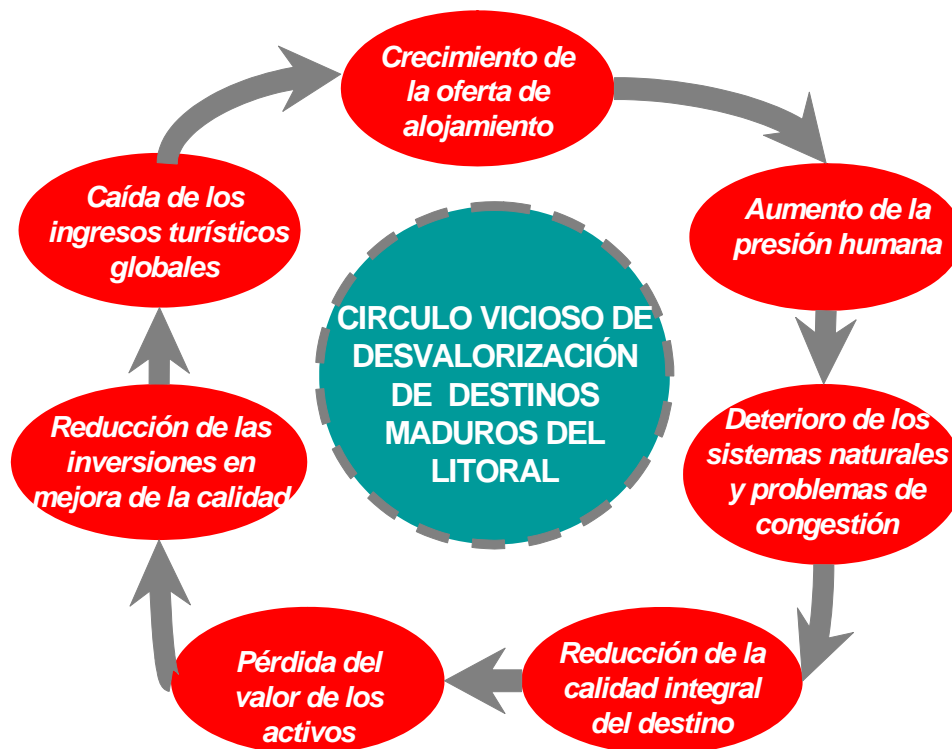 Crecimiento de
la oferta de
alojamiento
Aumento de la
presión humana
Deterioro de los
sistemas naturales
y problemas de
congestión
Reducción de la
calidad integral
del destino
Pérdida del
valor de los
activos
Reducción de las
inversiones en
mejora de la calidad
Caída de los
ingresos turísticos
globales
CIRCULO VICIOSO DE
DESVALORIZACIÓN
DE DESTINOS
MADUROS DEL
LITORAL